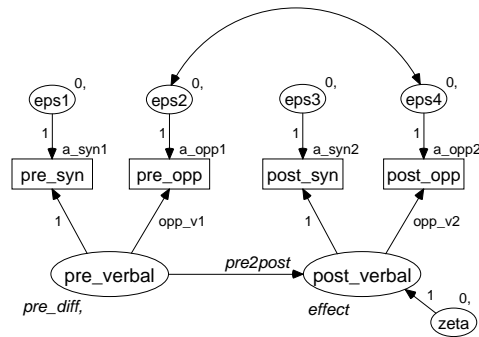 0, 0, 0, 0,
eps1 eps2 eps3 eps4
1 a_syn1 1 a_opp1 1 a_syn2 1 a_opp2
pre_syn pre_opp post_syn post_opp
1 opp_v1 1 opp_v2
pre_verbal pre2post post_verbal
pre_diff, effect 1 0,
zeta